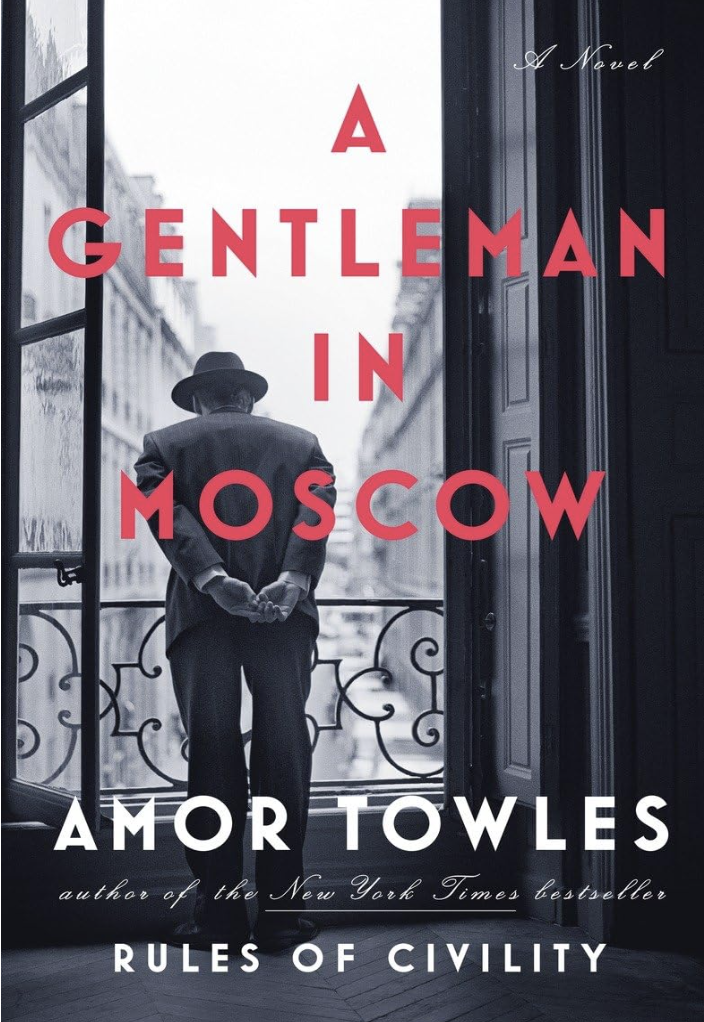 A Novel
A
GENTLEMAN
IN
MOSCOW
AMOR TOWLES
author of the New York Times bestseller
RULES OF CIVILITY